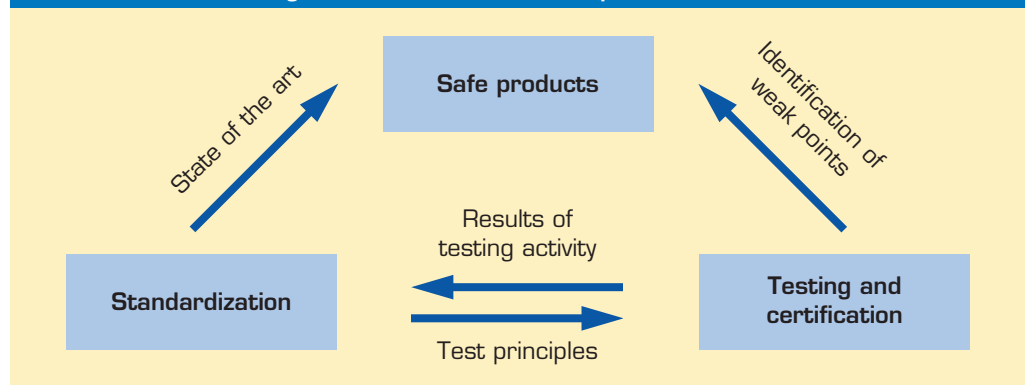 Safe products
State of the art
Identification of
weak points
Results of
testing activity
Standardization
Testing and
certification
Test principles